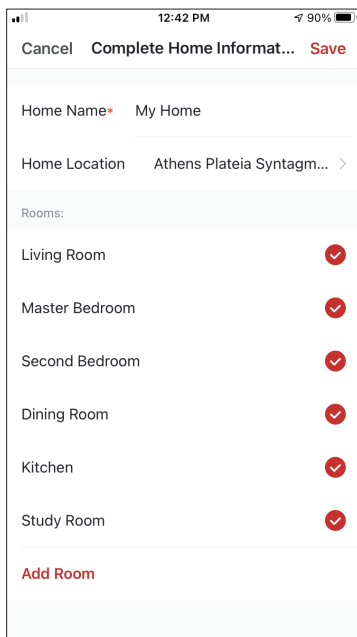 12:42 PM 90%
Cancel Complete Home Informat... Save
Home Name* My Home
Home Location Athens Plateia Syntagm...
Rooms:
Living Room
Master Bedroom
Second Bedroom
Dining Room
Kitchen
Study Room
Add Room